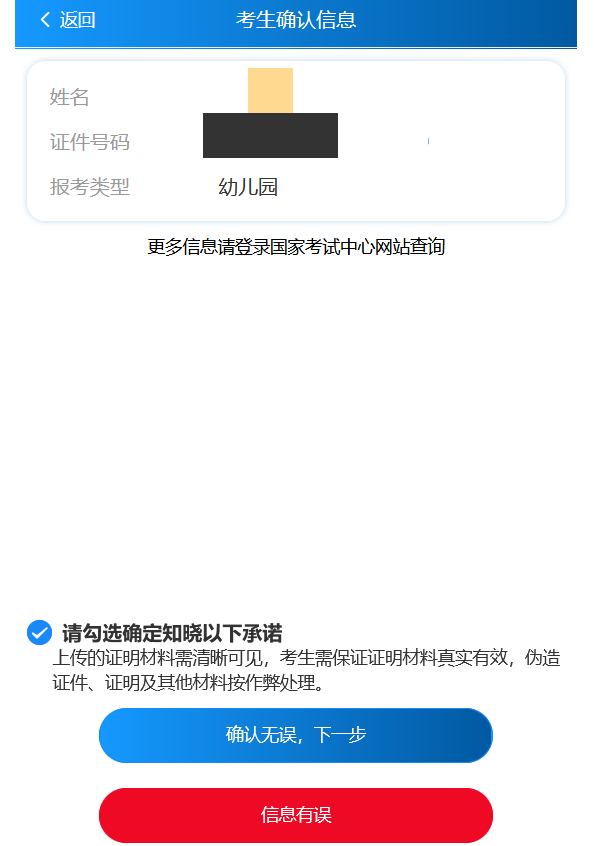 返回
考生确认信息
姓名
证件号码
报考类型 幼儿园
更多信息请登录国家考试中心网站查询
请勾选确定知晓以下承诺
上传的证明材料需清晰可见，考生需保证证明材料真实有效，伪造
证件、证明及其他材料按作弊处理。
确认无误，下一步
信息有误